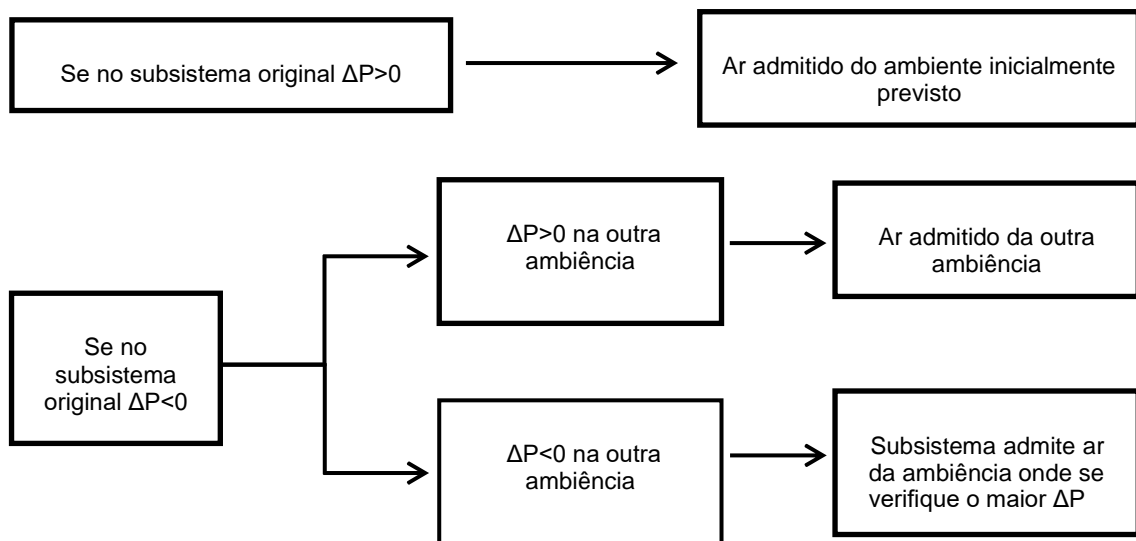 Se no subsistema original ΔP>0
Ar admitido do ambiente inicialmente
previsto
ΔP>0 na outra
ambiência
Ar admitido da outra
ambiência
Se no
subsistema
original ΔP<0
ΔP<0 na outra
ambiência
Subsistema admite ar
da ambiência onde se
verifique o maior ΔP